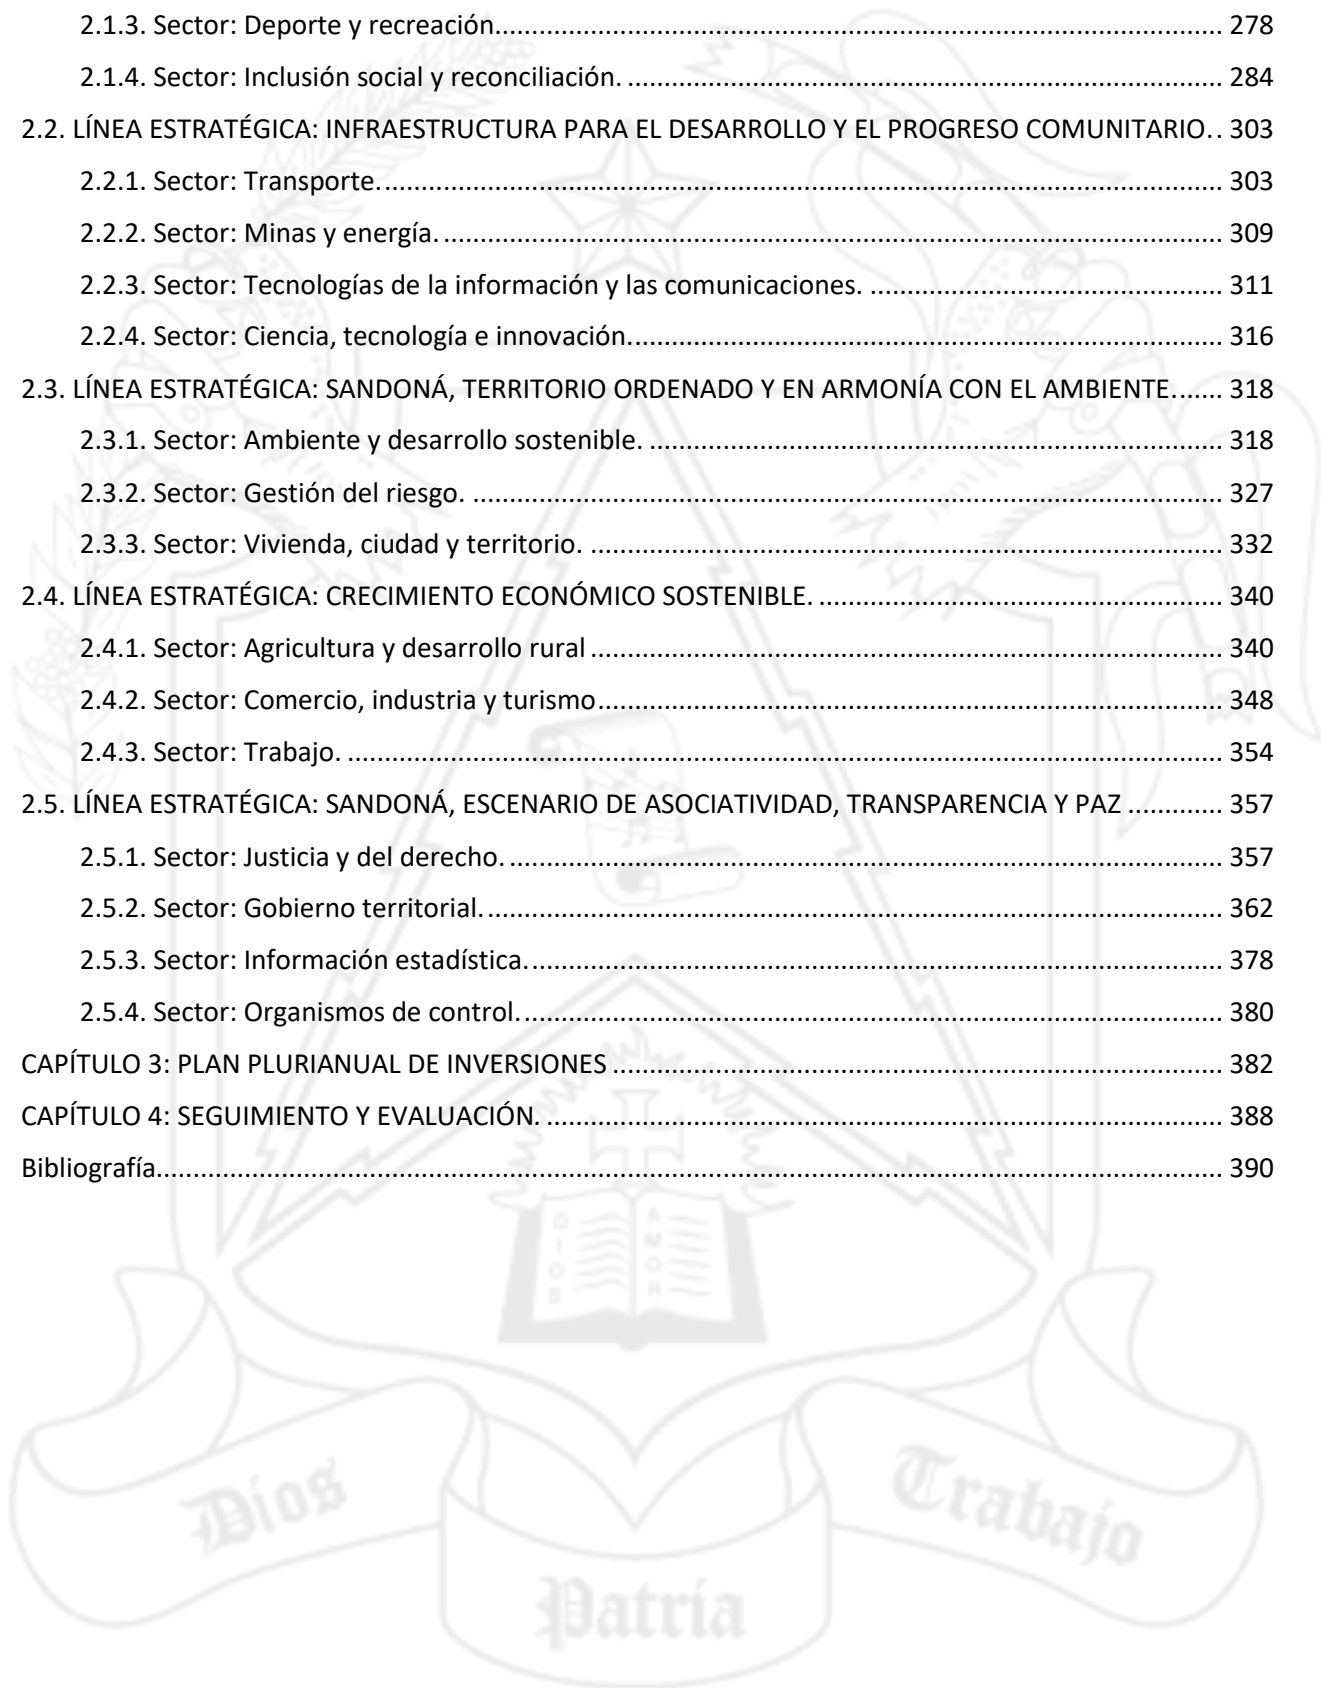 2.1.3. Sector: Deporte y recreación. 278
2.1.4. Sector: Inclusión social y reconciliación. 284
2.2. LÍNEA ESTRATÉGICA: INFRAESTRUCTURA PARA EL DESARROLLO Y EL PROGRESO COMUNITARIO. 303
2.2.1. Sector: Transporte. 303
2.2.2. Sector: Minas y energía. 309
2.2.3. Sector: Tecnologías de la información y las comunicaciones. 311
2.2.4. Sector: Ciencia, tecnología e innovación. 316
2.3. LÍNEA ESTRATÉGICA: SANDONÁ, TERRITORIO ORDENADO Y EN ARMONÍA CON EL AMBIENTE. 318
2.3.1. Sector: Ambiente y desarrollo sostenible. 318
2.3.2. Sector: Gestión del riesgo. 327
2.3.3. Sector: Vivienda, ciudad y territorio. 332
2.4. LÍNEA ESTRATÉGICA: CRECIMIENTO ECONÓMICO SOSTENIBLE. 340
2.4.1. Sector: Agricultura y desarrollo rural 340
2.4.2. Sector: Comercio, industria y turismo 348
2.4.3. Sector: Trabajo. 354
2.5. LÍNEA ESTRATÉGICA: SANDONÁ, ESCENARIO DE ASOCIATIVIDAD, TRANSPARENCIA Y PAZ 357
2.5.1. Sector: Justicia y del derecho. 357
2.5.2. Sector: Gobierno territorial. 362
2.5.3. Sector: Información estadística. 378
2.5.4. Sector: Organismos de control. 380
CAPÍTULO 3: PLAN PLURIANUAL DE INVERSIONES 382
CAPÍTULO 4: SEGUIMIENTO Y EVALUACIÓN. 388
Bibliografía 390
DIOS AMOR
Dios
Patria
Trabajo